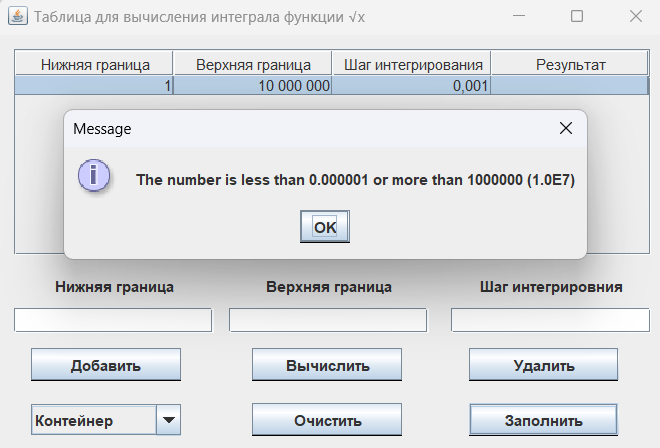 Таблица для вычисления интеграла функции √x
Нижняя граница Верхняя граница Шаг интегрирования Результат
1 10 000 000 0,001
Message
The number is less than 0.000001 or more than 1000000 (1.0E7)
OK
Нижняя граница Верхняя граница Шаг интегрировния
Добавить Вычислить Удалить
Контейнер Очистить Заполнить